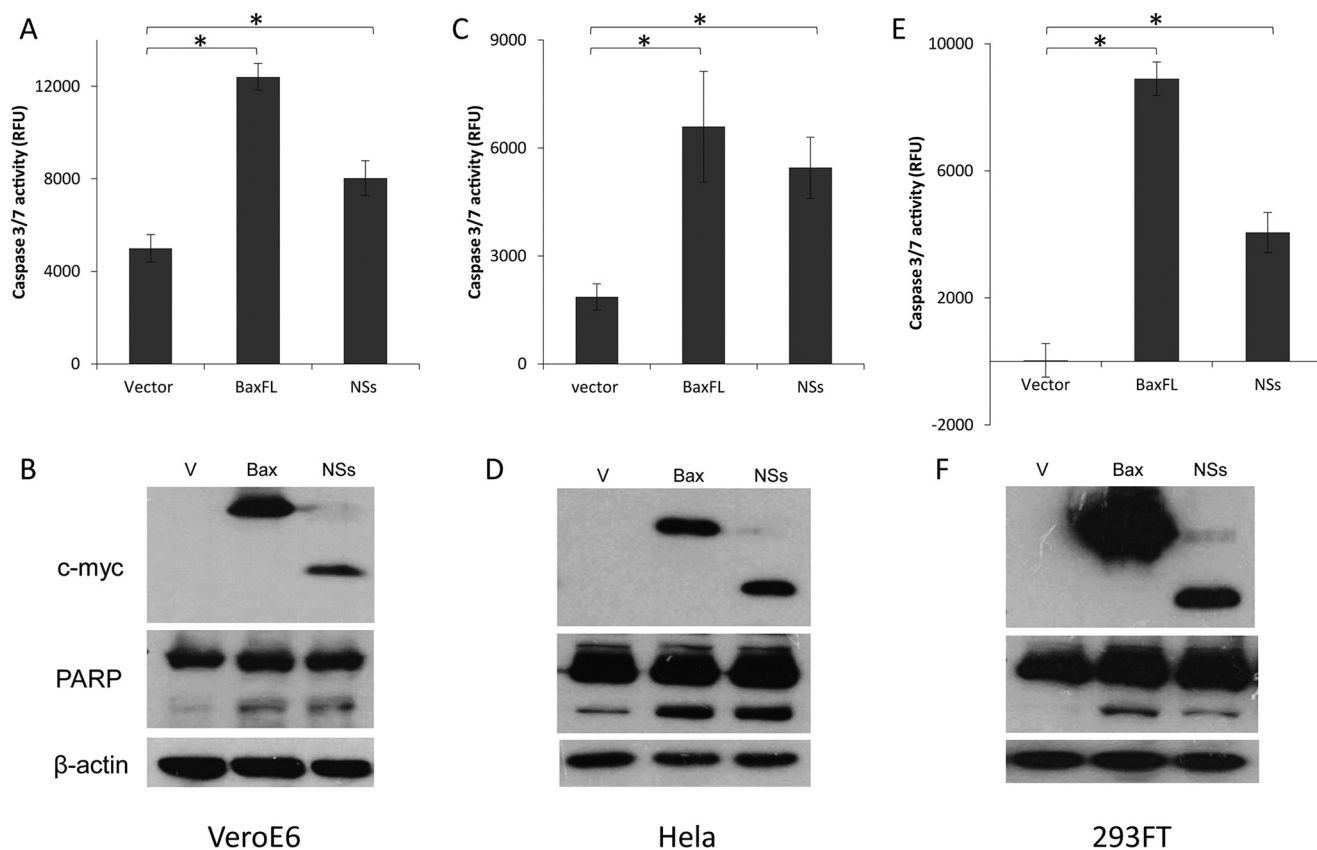 A
*
*
Caspase 3/7 activity (RFU)
12000
8000
4000
0
Vector BaxFL NSs
C
*
*
Caspase 3/7 activity (RFU)
9000
6000
3000
0
vector BaxFL NSs
E
*
*
Caspase 3/7 activity (RFU)
10000
6000
2000
-2000
Vector BaxFL NSs
B
V Bax NSs
c-myc
PARP
β-actin
VeroE6
D
V Bax NSs
Hela
F
V Bax NSs
293FT